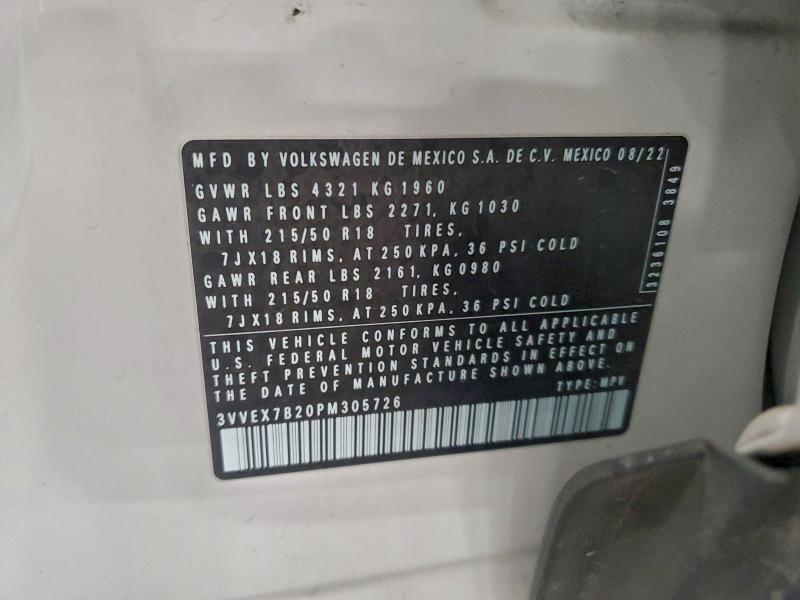 MFD BY VOLKSWAGEN DE MEXICO S.A. DE C.V. MEXICO 08/22
GVWR LBS 4321 KG 1960
GAWR FRONT LBS 2271, KG 1030
WITH 215/50 R18 TIRES,
7JX18 RIMS, AT 250 KPA, 36 PSI COLD
GAWR REAR LBS 2161, KG 0980
WITH 215/50 R18 TIRES,
7JX18 RIMS, AT 250 KPA, 36 PSI COLD
3236108 3849
THIS VEHICLE CONFORMS TO ALL APPLICABLE
U.S. FEDERAL MOTOR VEHICLE SAFETY AND
THEFT PREVENTION STANDARDS IN EFFECT ON
THE DATE OF MANUFACTURE SHOWN ABOVE.
3VVEX7B20PM305726 TYPE: MPV